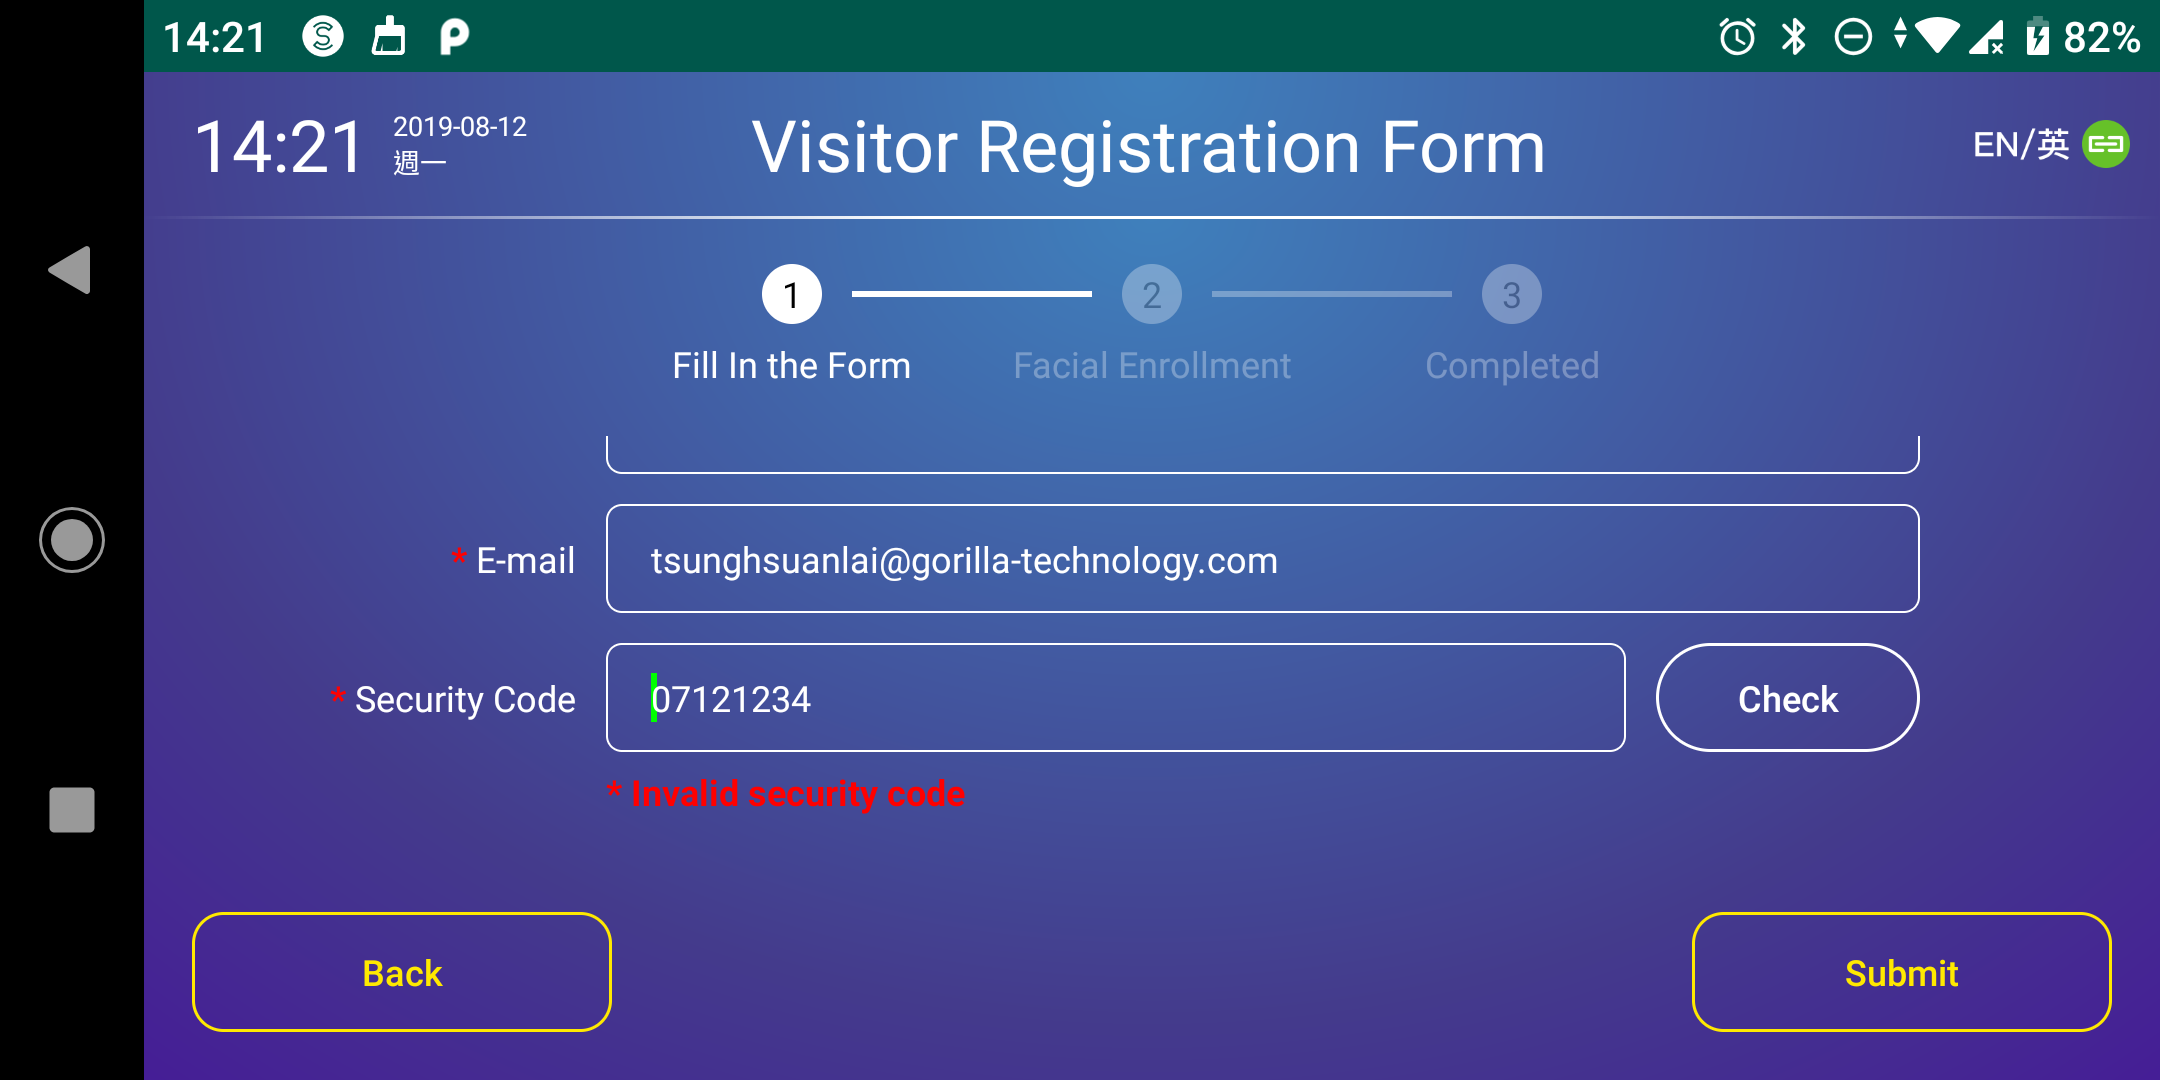 14:21
82%
14:21
2019-08-12
週一
Visitor Registration Form
EN/英
1
2
3
Fill In the Form
Facial Enrollment
Completed
* E-mail
tsunghsuanlai@gorilla-technology.com
* Security Code
07121234
Check
* Invalid security code
Back
Submit